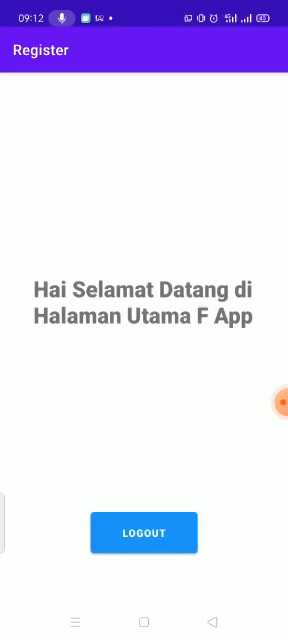 09:12
Register
Hai Selamat Datang di
Halaman Utama F App
LOGOUT